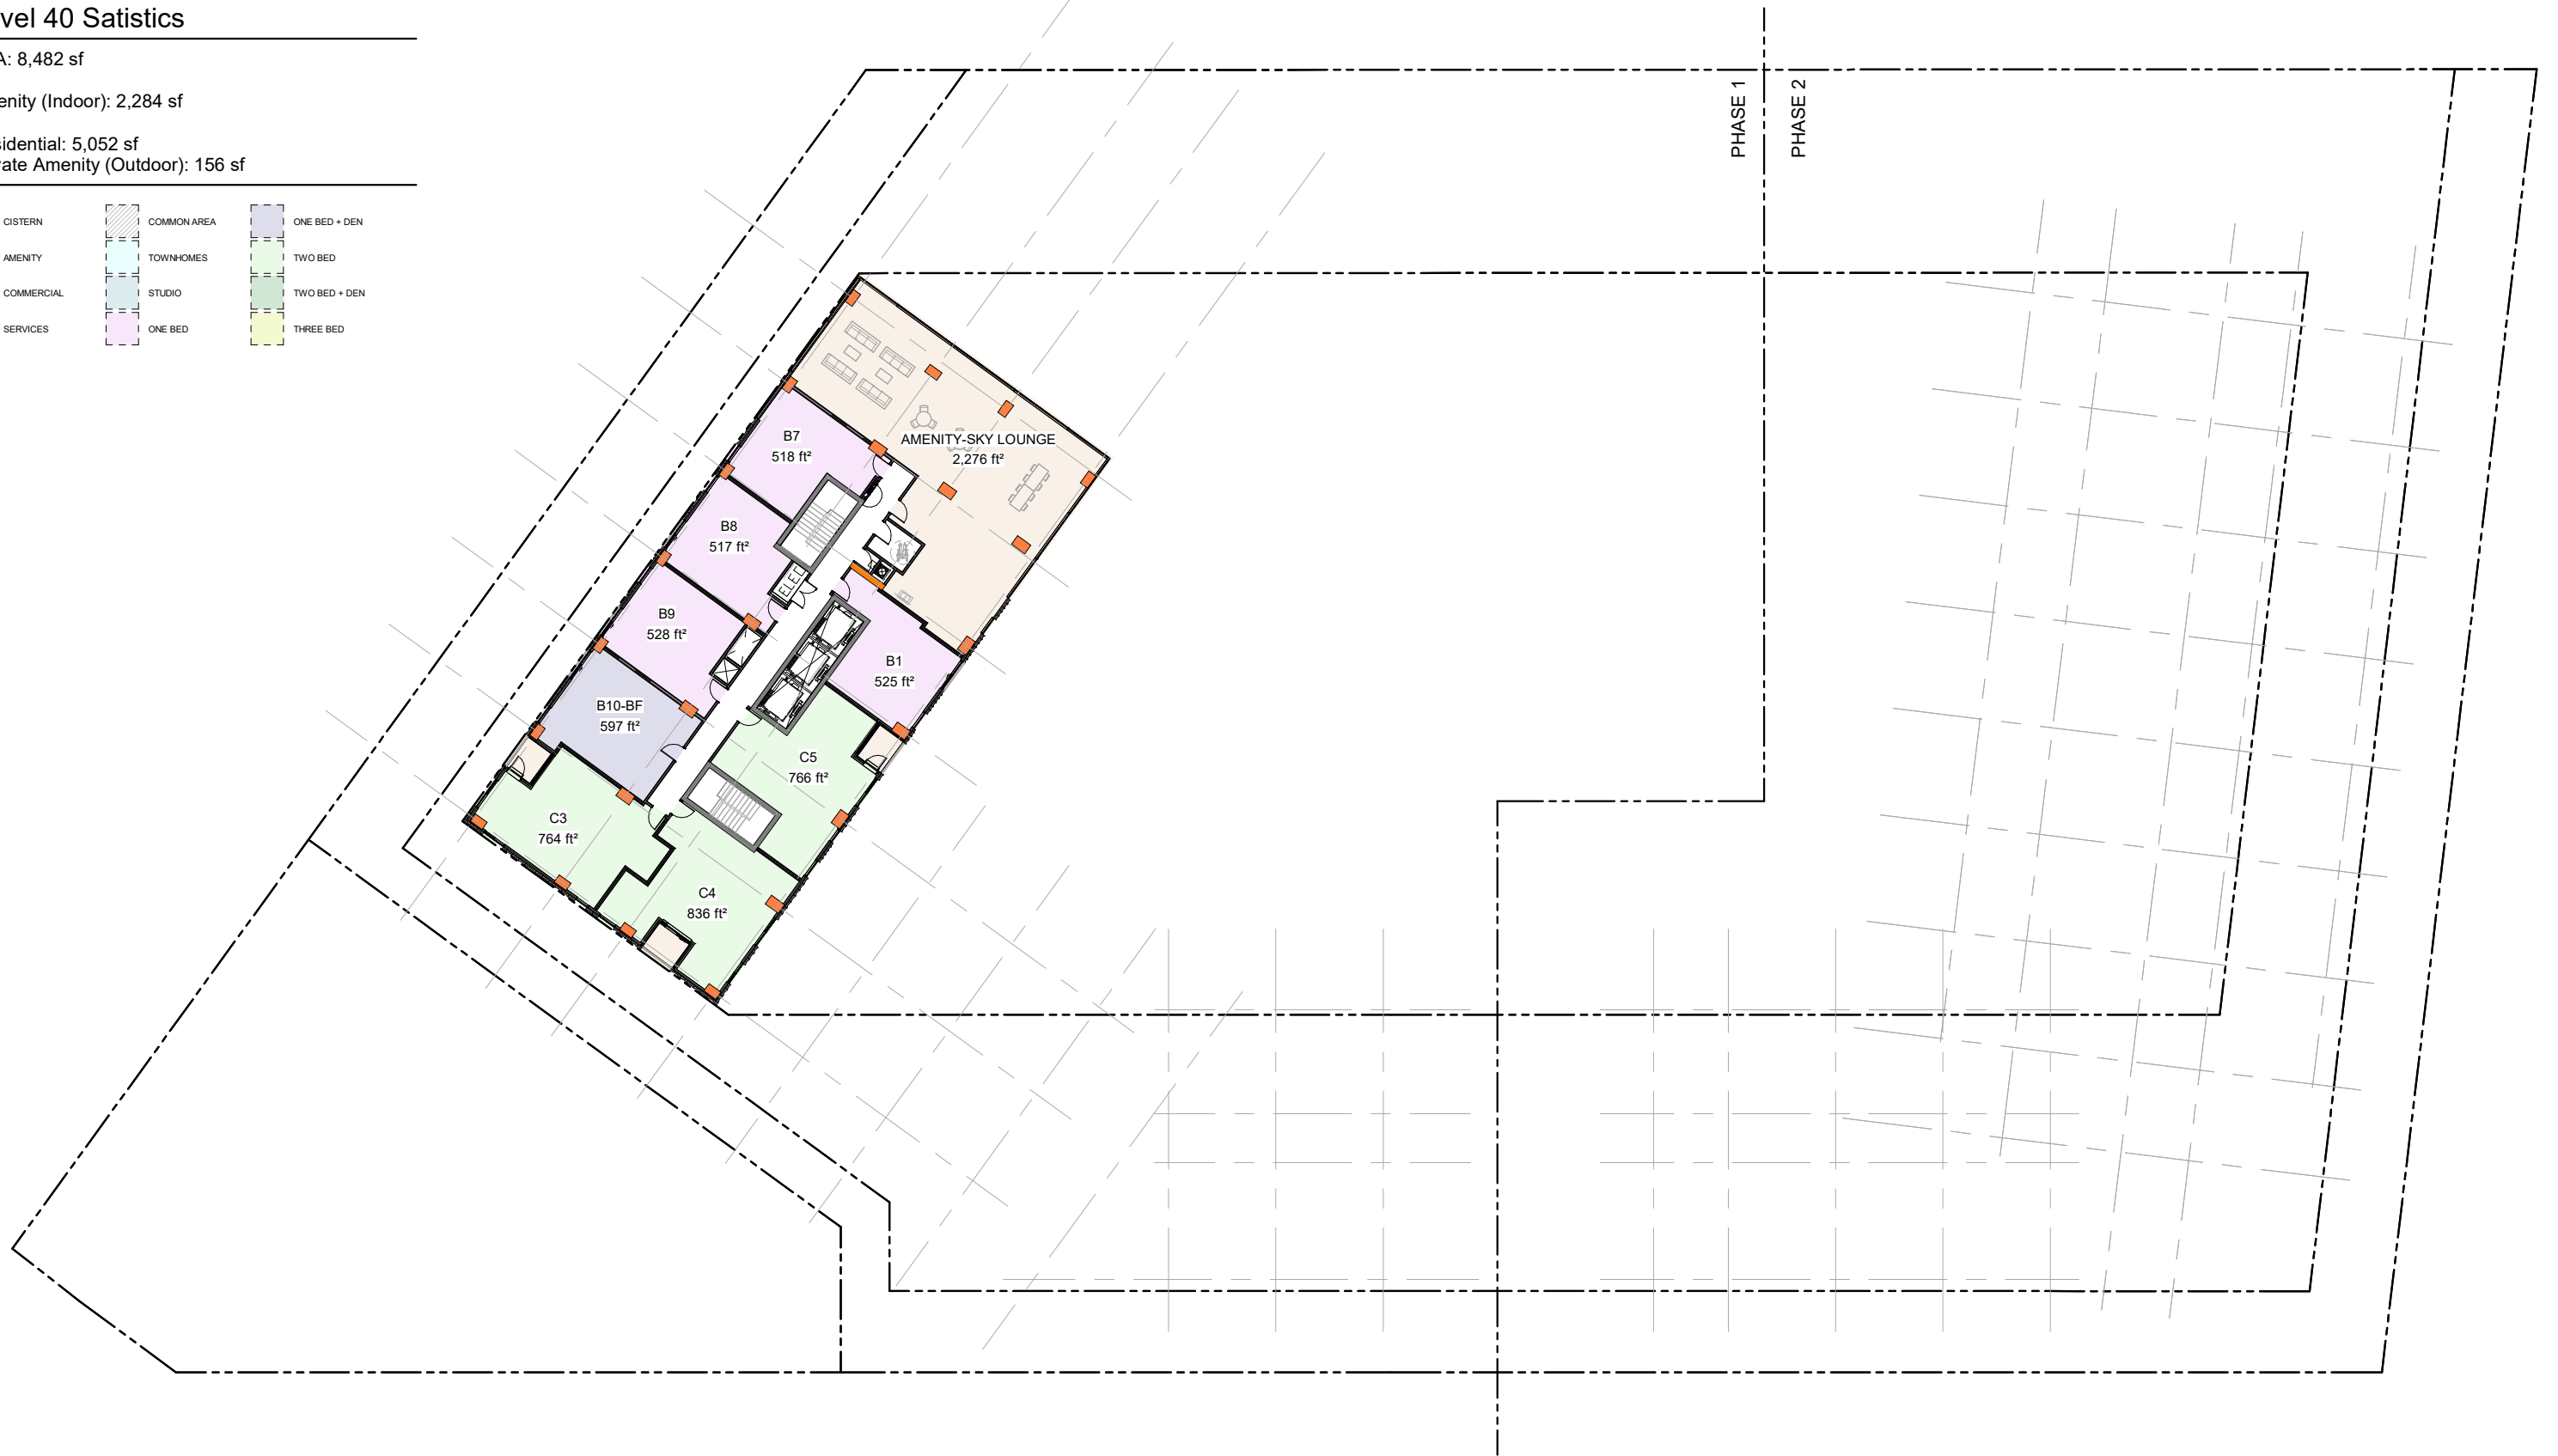 vel 40 Satistics
A: 8,482 sf
enity (Indoor): 2,284 sf
sidential: 5,052 sf
ate Amenity (Outdoor): 156 sf
CISTERN
COMMON AREA
ONE BED + DEN
AMENITY
TOWNHOMES
TWO BED
COMMERCIAL
STUDIO
TWO BED + DEN
SERVICES
ONE BED
THREE BED
PHASE 1
PHASE 2
AMENITY-SKY LOUNGE
2,276 ft²
B7
518 ft²
B8
517 ft²
ELEC
B9
528 ft²
B1
525 ft²
B10-BF
597 ft²
C5
766 ft²
C3
764 ft²
C4
836 ft²